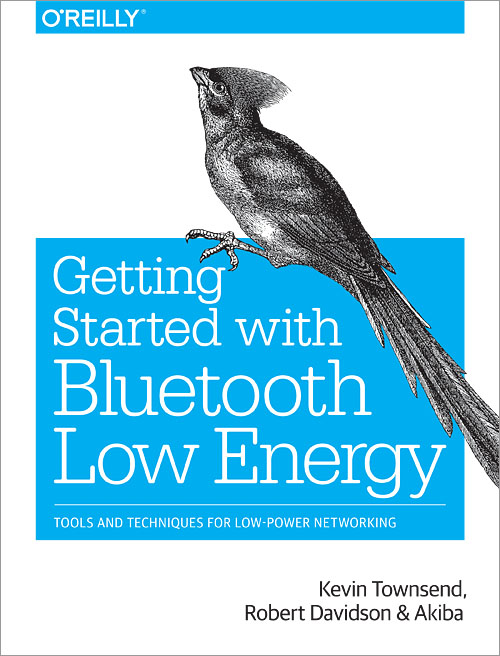 O'REILLY®
Getting
Started with
Bluetooth
Low Energy
TOOLS AND TECHNIQUES FOR LOW-POWER NETWORKING
Kevin Townsend,
Robert Davidson & Akiba